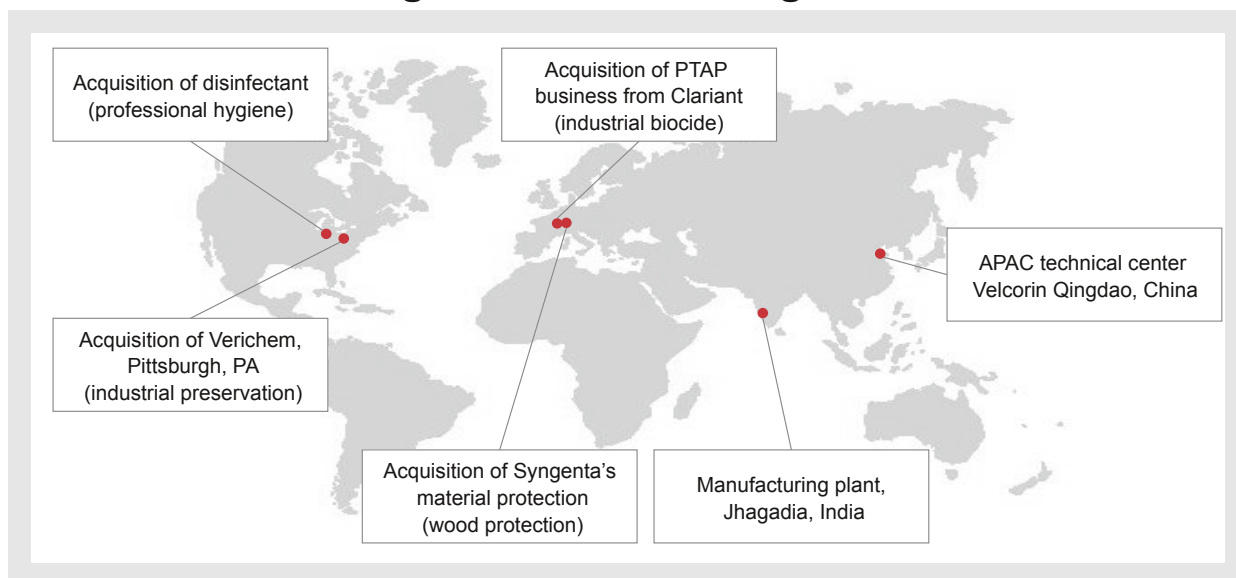 Acquisition of disinfectant
(professional hygiene)
Acquisition of PTAP
business from Clariant
(industrial biocide)
APAC technical center
Velcorin Qingdao, China
Acquisition of Verichem,
Pittsburgh, PA
(industrial preservation)
Acquisition of Syngenta’s
material protection
(wood protection)
Manufacturing plant,
Jhagadia, India